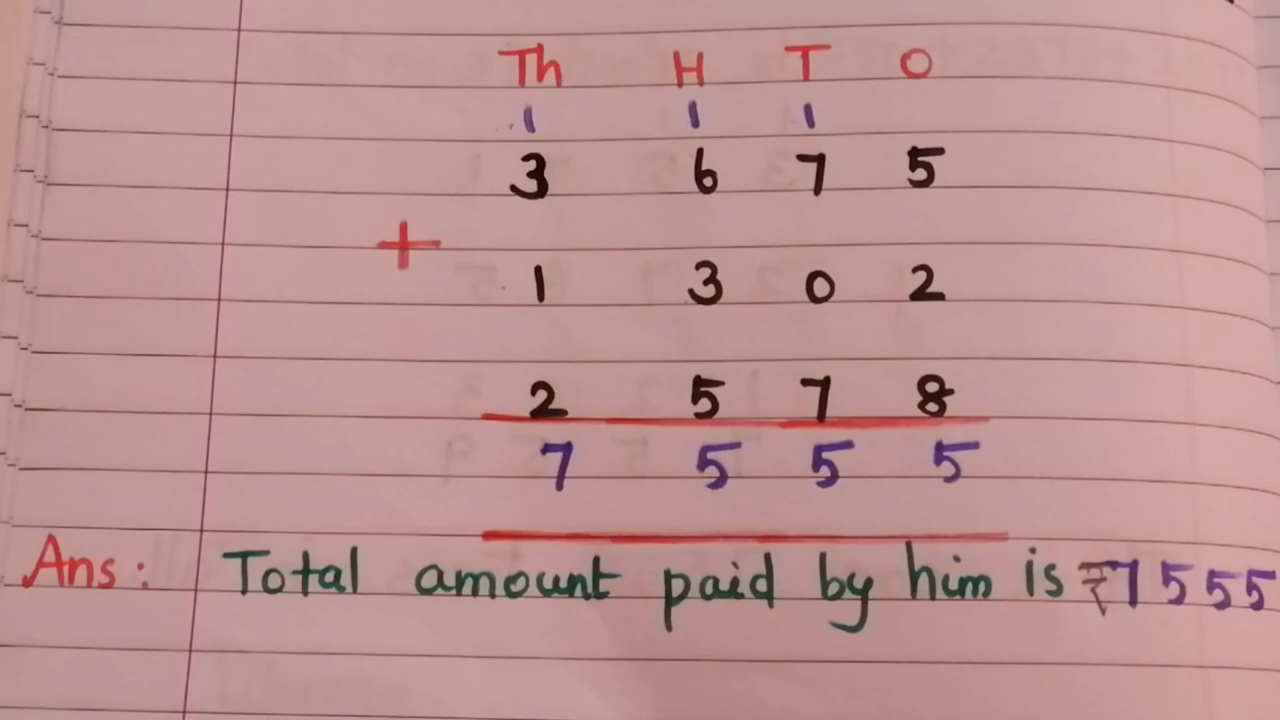 Th H T O
1 1 1
3 6 7 5
+
1 3 0 2
2 5 7 8
7 5 5 5
Ans: Total amount paid by him is ₹7555